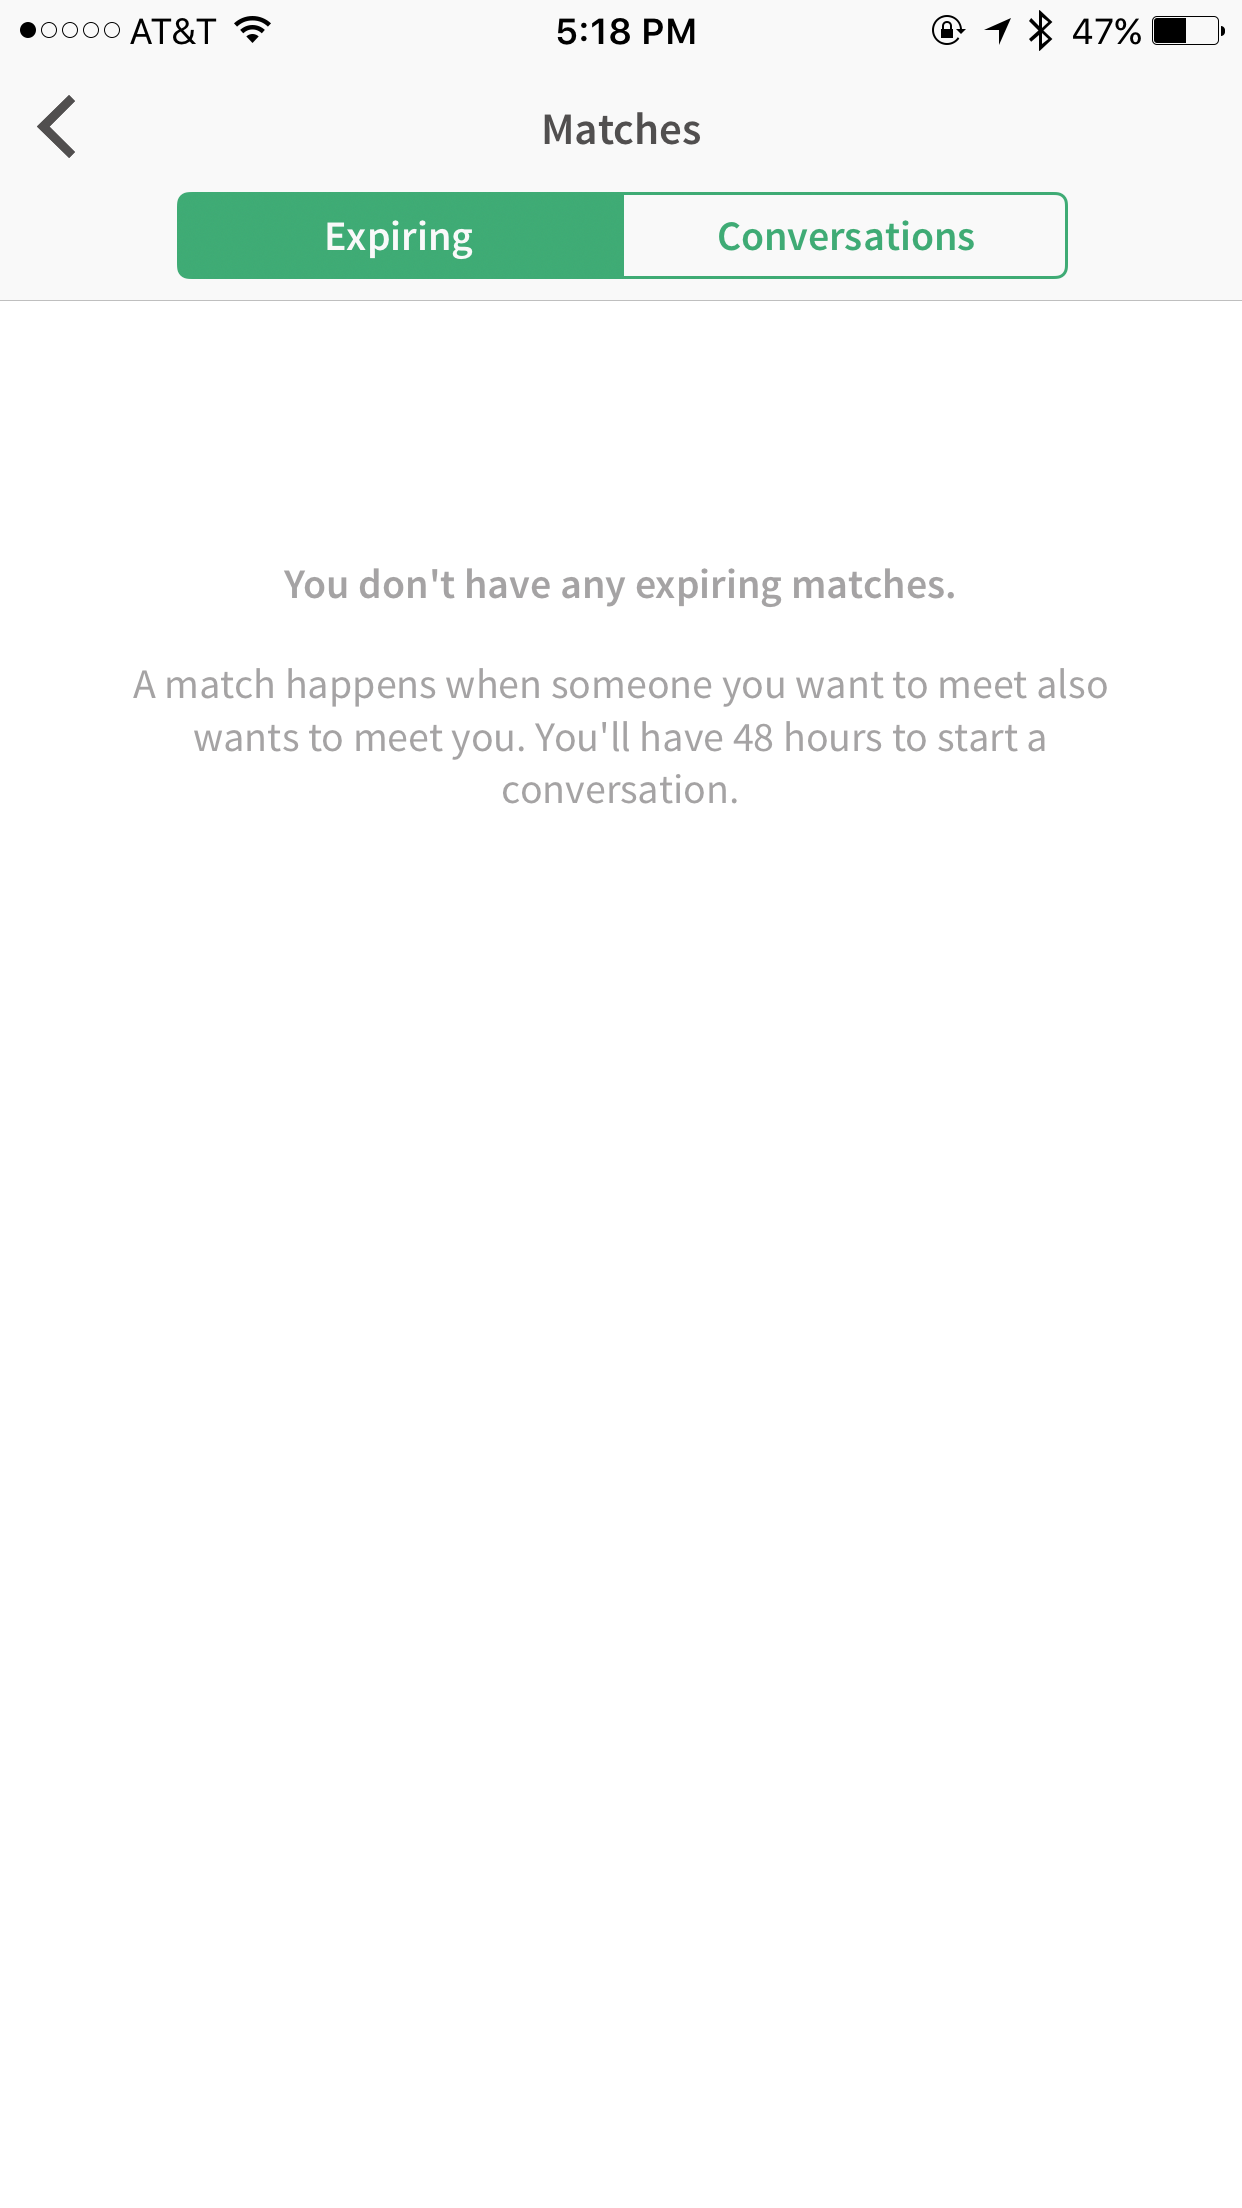 AT&T 5:18 PM 47%
Matches
Expiring Conversations
You don't have any expiring matches.
A match happens when someone you want to meet also
wants to meet you. You'll have 48 hours to start a
conversation.